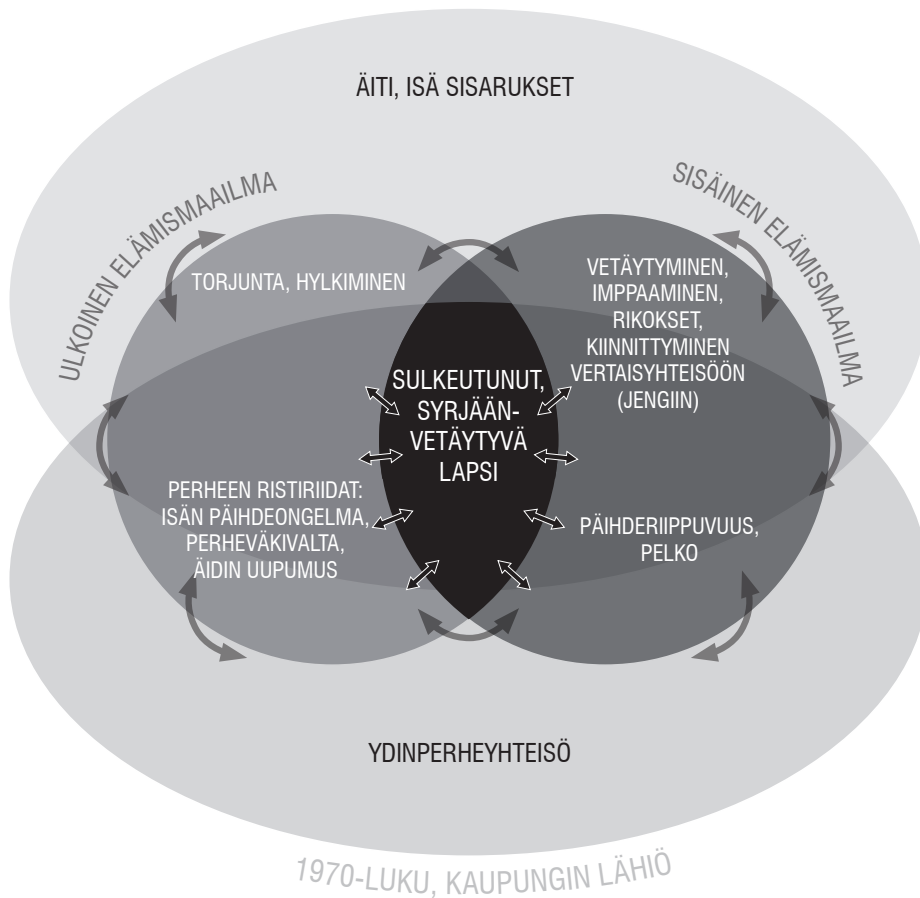 ÄITI, ISÄ SISARUKSET
ULKOINEN ELÄMISMAAILMA
SISÄINEN ELÄMISMAAILMA
TORJUNTA, HYLKIMINEN
VETÄYTYMINEN,
IMPPAAMINEN,
RIKOKSET,
KIINNITTYMINEN
VERTAISYHTEISÖÖN
(JENGIIN)
SULKEUTUNUT,
SYRJÄÄN-
VETÄYTYVÄ
LAPSI
PERHEEN RISTIRIIDAT:
ISÄN PÄIHDEONGELMA,
PERHEVÄKIVALTA,
ÄIDIN UUPUMUS
PÄIHDERIIPPUVUUS,
PELKO
YDINPERHEYHTEISÖ
1970-LUKU, KAUPUNGIN LÄHIÖ